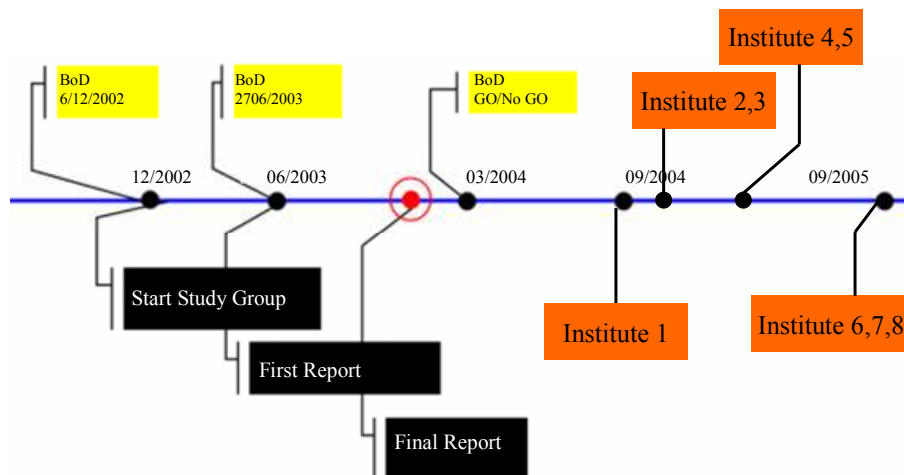 Institute 4,5
BoD
6/12/2002
BoD
2706/2003
BoD
GO/No GO
Institute 2,3
12/2002
06/2003
03/2004
09/2004
09/2005
Start Study Group
Institute 1
Institute 6,7,8
First Report
Final Report